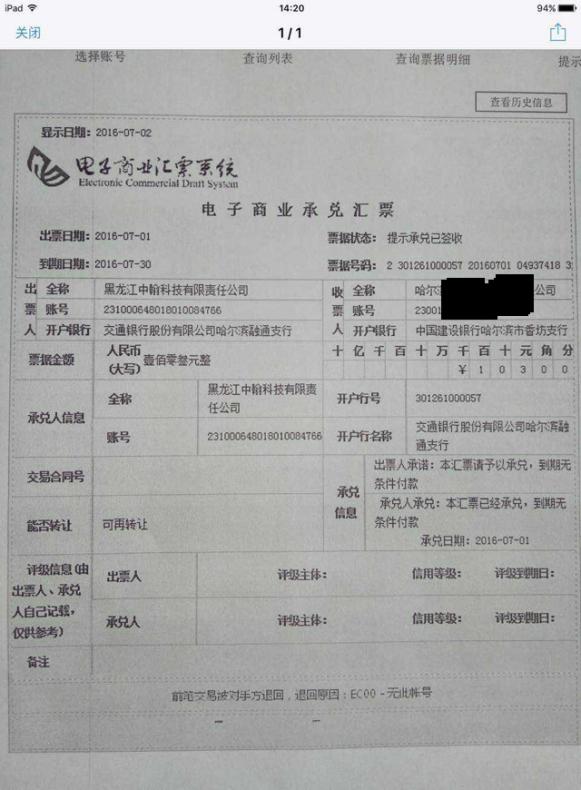 iPad
14:20
94%
关闭
1/1
选择账号 查询列表 查询票据明细 提示
查看历史信息
显示日期：2016-07-02
电子商业汇票系统
Electronic Commercial Draft System
电子商业承兑汇票
出票日期：2016-07-01 票据状态：提示承兑已签收
到期日期：2016-07-30 票据号码：2 301261000057 20160701 04937418 3
出票人 全称 黑龙江中翰科技有限责任公司 收票人 全称 哈尔 公司
账号 231000648018010084766 账号 23001
开户银行 交通银行股份有限公司哈尔滨融通支行 开户银行 中国建设银行哈尔滨市香坊支行
票据金额 人民币(大写) 壹佰零叁元整 十亿千百十万千百十元角分
￥10300
承兑人信息 全称 黑龙江中翰科技有限责任公司 开户行号 301261000057
账号 231000648018010084766 开户行名称 交通银行股份有限公司哈尔滨融通支行
交易合同号 承兑信息 出票人承诺：本汇票请予以承兑，到期无条件付款
能否转让 可再转让 承兑人承兑：本汇票已经承兑，到期无条件付款
承兑日期：2016-07-01
评级信息(由出票人、承兑人自己记载，仅供参考) 出票人 评级主体： 信用等级： 评级到期日：
承兑人 评级主体： 信用等级： 评级到期日：
备注
前笔交易被对手方退回，退回原因：EC00 - 无此帐号